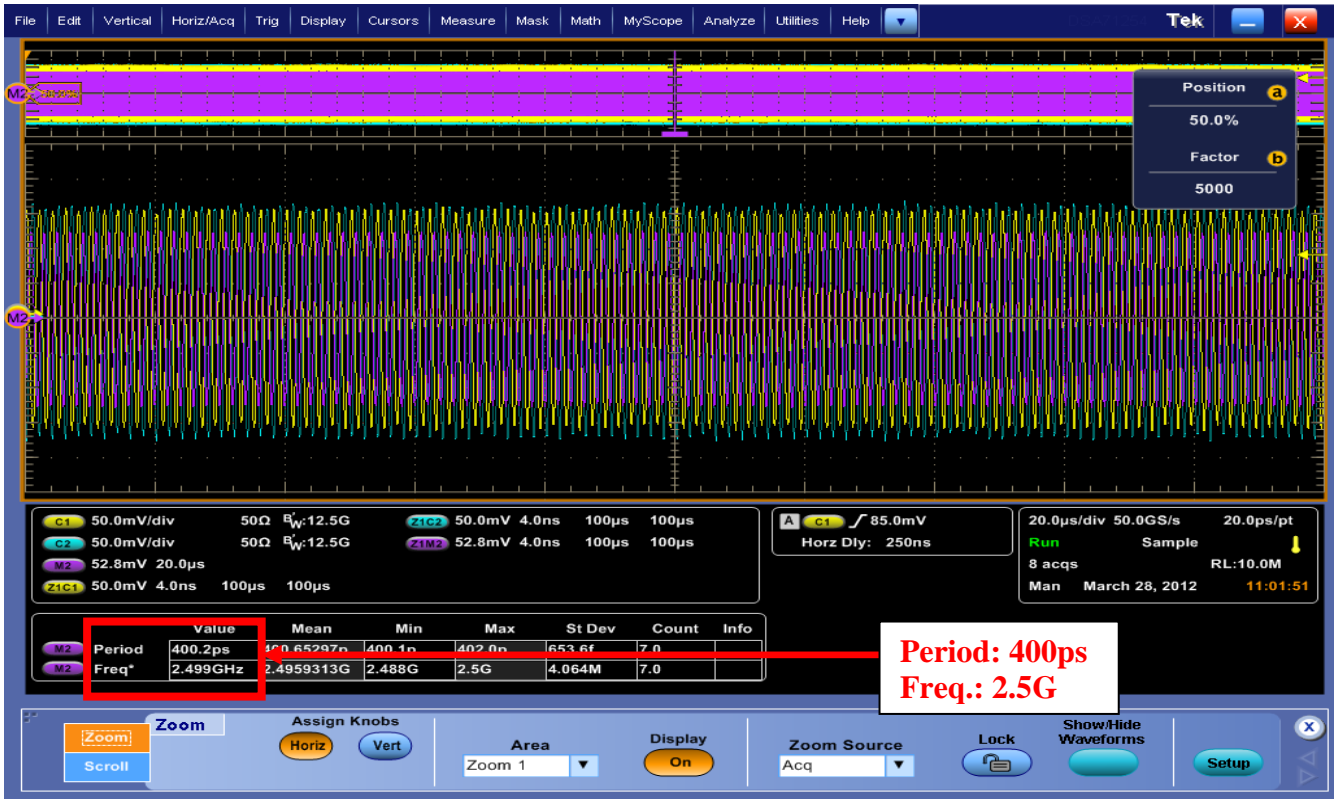 File Edit Vertical Horiz/Acq Trig Display Cursors Measure Mask Math MyScope Analyze Utilities Help Tek X
Position a
50.0%
Factor b
5000
M2
M2
C1 50.0mV/div 50Ω BW:12.5G
C2 50.0mV/div 50Ω BW:12.5G
M2 52.8mV 20.0µs
Z1C1 50.0mV 4.0ns 100µs 100µs
Z1C2 50.0mV 4.0ns 100µs 100µs
Z1M2 52.8mV 4.0ns 100µs 100µs
A C1 85.0mV
Horz Dly: 250ns
20.0µs/div 50.0GS/s 20.0ps/pt
Run Sample
8 acqs RL:10.0M
Man March 28, 2012 11:01:51
Value Mean Min Max St Dev Count Info
M2 Period 400.2ps 400.65297p 400.1p 402.0p 653.6f 7.0
M2 Freq* 2.499GHz 2.4959313G 2.488G 2.5G 4.064M 7.0
Period: 400ps
Freq.: 2.5G
Zoom
Scroll
Zoom
Assign Knobs
Horiz Vert
Area
Zoom 1
Display
On
Zoom Source
Acq
Lock
Show/Hide
Waveforms
Setup
X